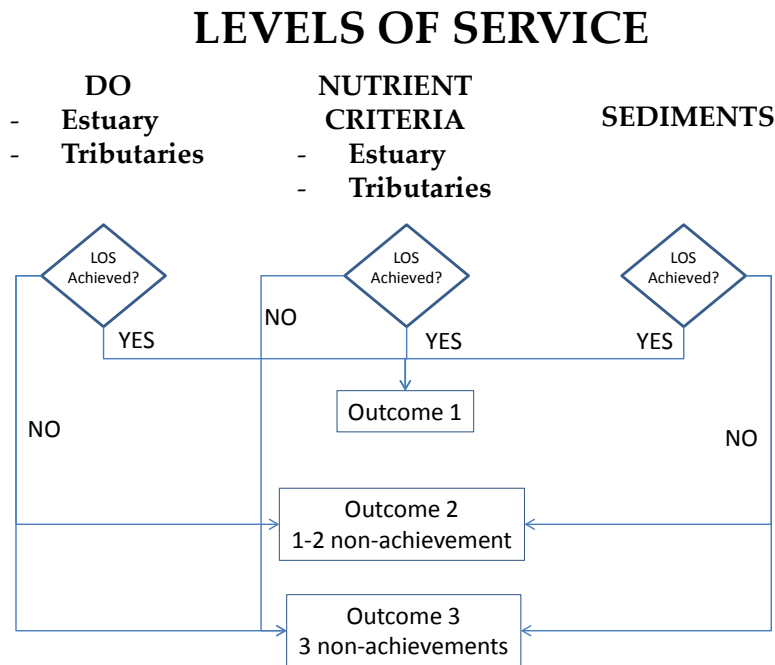 LEVELS OF SERVICE
DO
- Estuary
- Tributaries
NUTRIENT
CRITERIA
- Estuary
- Tributaries
SEDIMENTS
LOS
Achieved?
LOS
Achieved?
LOS
Achieved?
NO
YES
YES
YES
Outcome 1
NO
NO
Outcome 2
1-2 non-achievement
Outcome 3
3 non-achievements